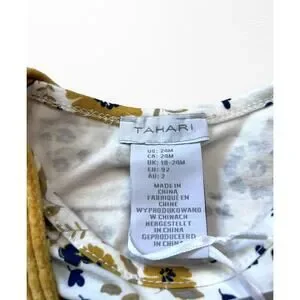 TAHARI
US: 24M
CA: 24M
UK: 18-24M
EU: 92
AU: 2
MADE IN
CHINA
FABRIQUÉ EN
CHINE
WYPRODUKOWANO
W CHINACH
HERGESTELLT
IN CHINA
GEPRODUCEERD
IN CHINA